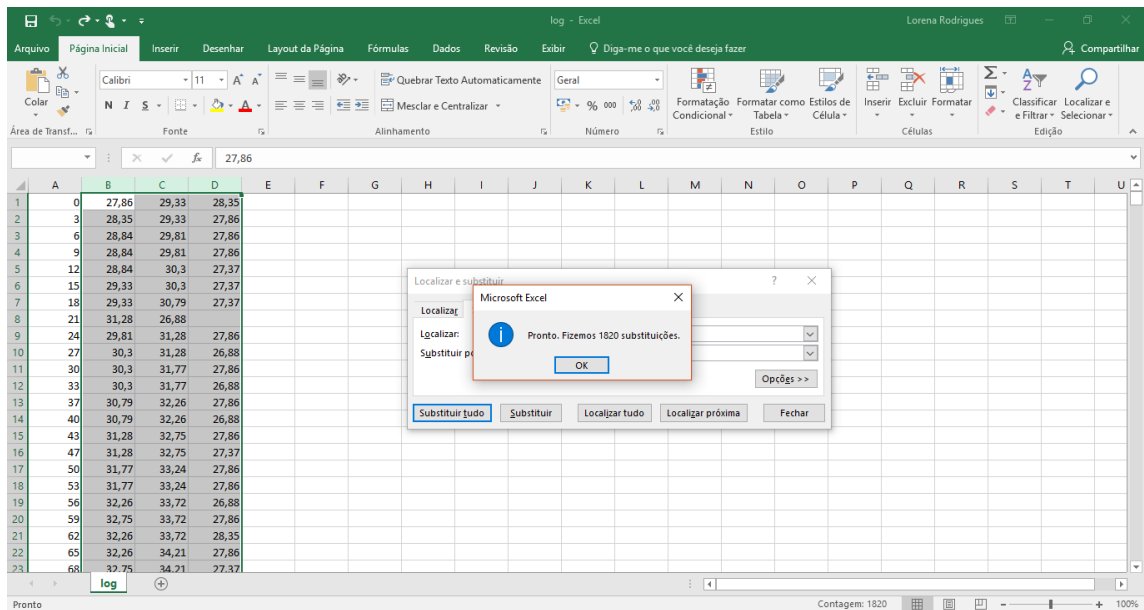 log - Excel
Lorena Rodrigues
Arquivo Página Inicial Inserir Desenhar Layout da Página Fórmulas Dados Revisão Exibir Diga-me o que você deseja fazer Compartilhar
Colar
Calibri 11 A A
N I S A
Quebrar Texto Automaticamente
Mesclar e Centralizar
Geral
% 000 ,00
Formatação Condicional
Formatar como Tabela
Estilos de Célula
Inserir Excluir Formatar
Classificar e Filtrar
Localizar e Selecionar
Área de Transf... Fonte Alinhamento Número Estilo Células Edição
fx 27,86
A B C D E F G H I J K L M N O P Q R S T U
1 0 27,86 29,33 28,35
2 3 28,35 29,33 27,86
3 6 28,84 29,81 27,86
4 9 28,84 29,81 27,86
5 12 28,84 30,3 27,37
6 15 29,33 30,3 27,37
7 18 29,33 30,79 27,37
8 21 31,28 26,88
9 24 29,81 31,28 27,86
10 27 30,3 31,28 26,88
11 30 30,3 31,77 27,86
12 33 30,3 31,77 26,88
13 37 30,79 32,26 27,86
14 40 30,79 32,26 26,88
15 43 31,28 32,75 27,86
16 47 31,28 32,75 27,37
17 50 31,77 33,24 27,86
18 53 31,77 33,24 27,86
19 56 32,26 33,72 26,88
20 59 32,75 33,72 27,86
21 62 32,26 33,72 28,35
22 65 32,26 34,21 27,86
23 68 32,75 34,21 27,37
Localizar e substituir ?
Localizar
Localizar:
Substituir po
Opções >>
Substituir tudo Substituir Localizar tudo Localizar próxima Fechar
Microsoft Excel
Pronto. Fizemos 1820 substituições.
OK
log
Pronto
Contagem: 1820
100%